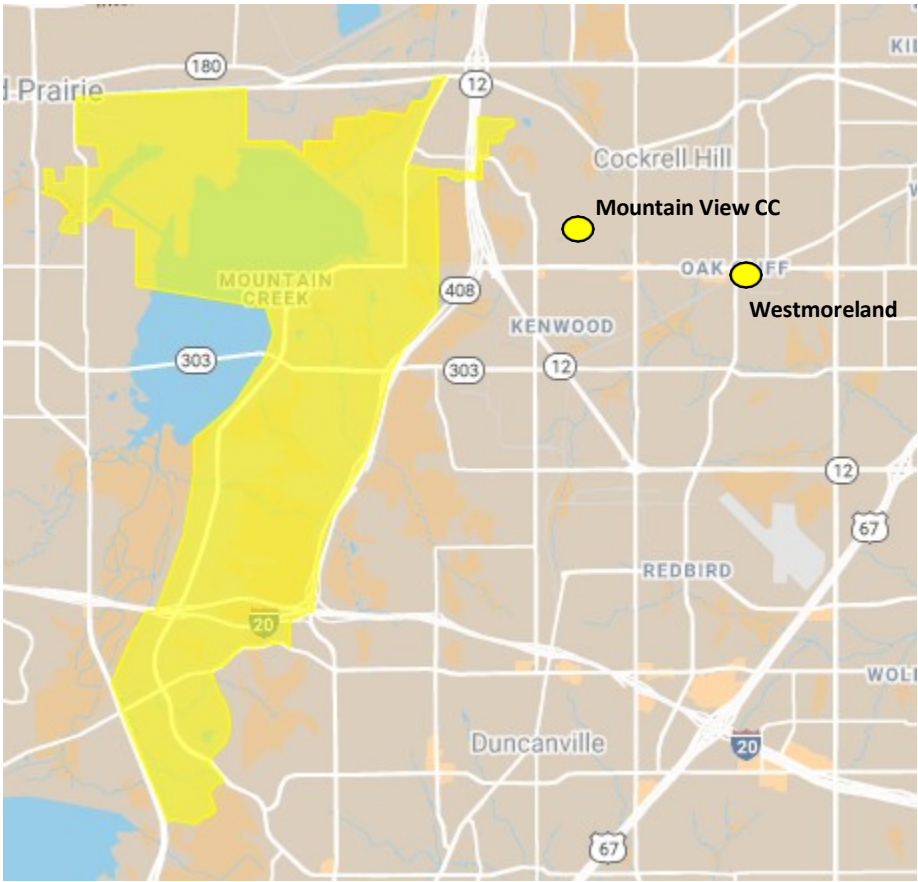 180
Prairie
12
Cockrell Hill
Mountain View CC
OAK
Westmoreland
MOUNTAIN
CREEK
408
KENWOOD
303
303
12
12
67
REDBIRD
20
Duncanville
20
67